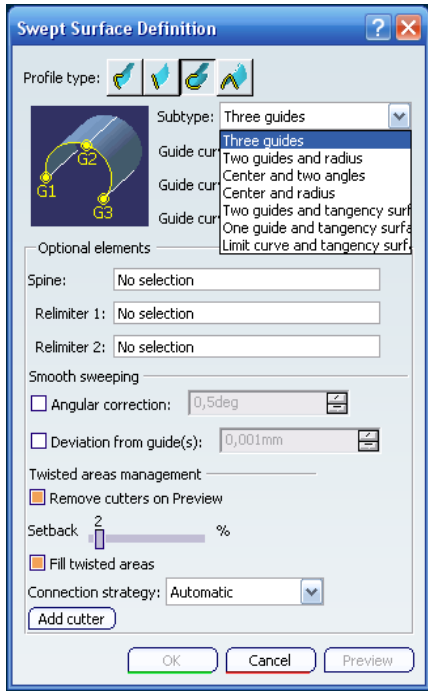 Swept Surface Definition
Profile type:
Subtype: Three guides
Three guides
Two guides and radius
Center and two angles
Center and radius
Two guides and tangency surf
One guide and tangency surfa
Limit curve and tangency surfa
Guide cur
Guide cur
Guide cur
G1
G2
G3
Optional elements
Spine: No selection
Relimiter 1: No selection
Relimiter 2: No selection
Smooth sweeping
Angular correction: 0,5deg
Deviation from guide(s): 0,001mm
Twisted areas management
Remove cutters on Preview
Setback 2 %
Fill twisted areas
Connection strategy: Automatic
Add cutter
OK Cancel Preview